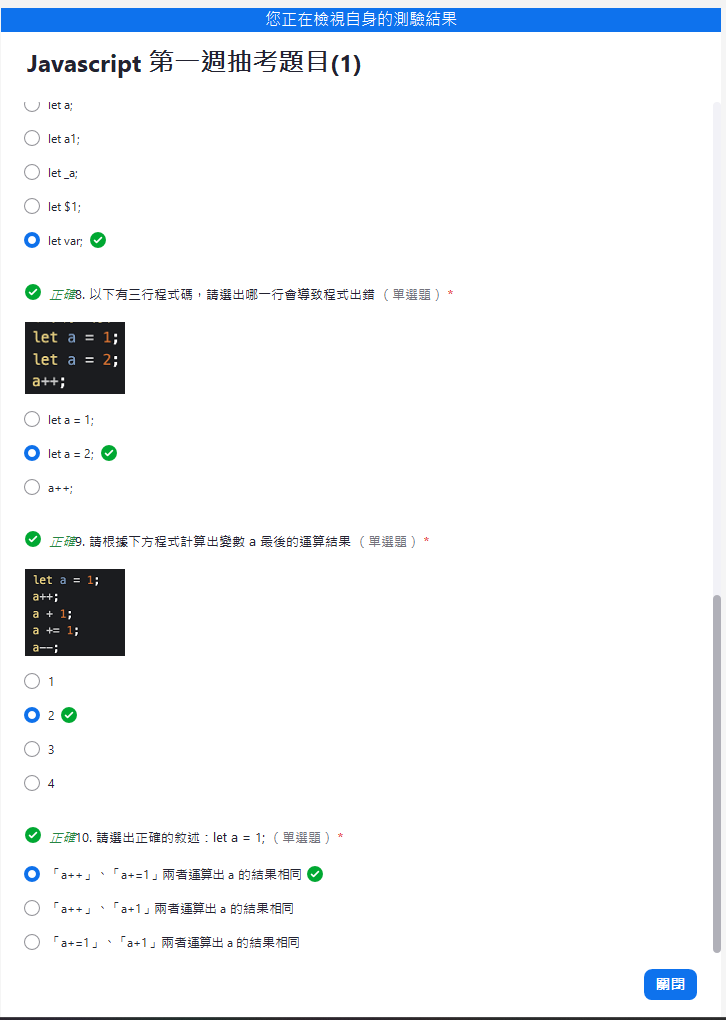 您正在檢視自身的測驗結果
Javascript 第一週抽考題目(1)
let a;
let a1;
let _a;
let $1;
let var;
正確8. 以下有三行程式碼，請選出哪一行會導致程式出錯 （ 單選題 ） *
let a = 1;
let a = 2;
a++;
let a = 1;
let a = 2;
a++;
正確9. 請根據下方程式計算出變數 a 最後的運算結果 （ 單選題 ） *
let a = 1;
a++;
a + 1;
a += 1;
a--;
1
2
3
4
正確10. 請選出正確的敘述：let a = 1; （ 單選題 ） *
「a++」、「a+=1」兩者運算出 a 的結果相同
「a++」、「a+1」兩者運算出 a 的結果相同
「a+=1」、「a+1」兩者運算出 a 的結果相同
關閉